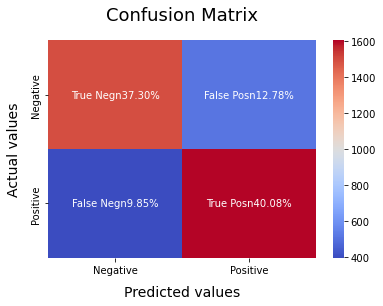 Confusion Matrix
Actual values
Negative
Positive
True Negn37.30%
False Posn12.78%
False Negn9.85%
True Posn40.08%
Negative
Positive
Predicted values
1600
1400
1200
1000
800
600
400